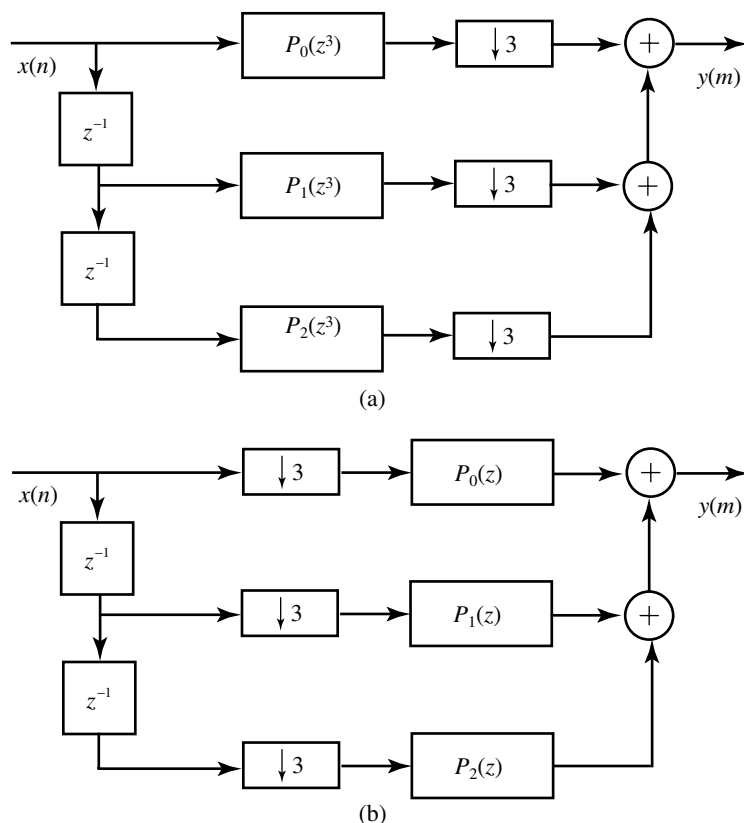 P₀(z³)
↓ 3
+
x(n)
y(m)
z⁻¹
P₁(z³)
↓ 3
+
z⁻¹
P₂(z³)
↓ 3
(a)
↓ 3
P₀(z)
+
x(n)
y(m)
z⁻¹
↓ 3
P₁(z)
+
z⁻¹
↓ 3
P₂(z)
(b)